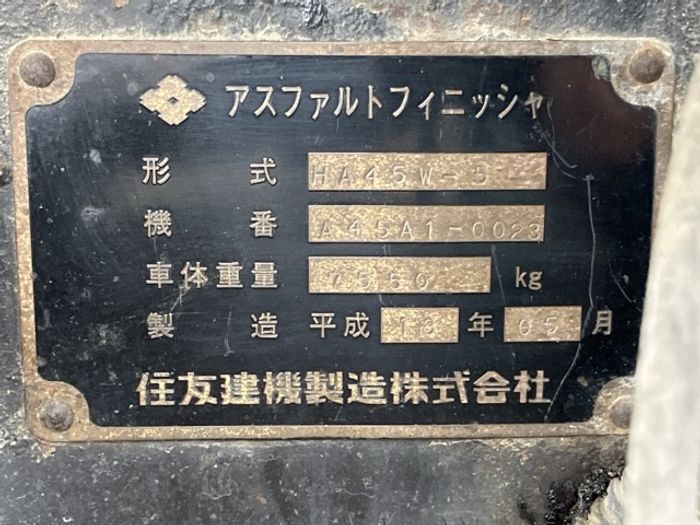 アスファルトフィニッシャ
形式 HA45W-5
機番 A45A1-0023
車体重量 7550 kg
製造 平成 年 05 月
住友建機製造株式会社